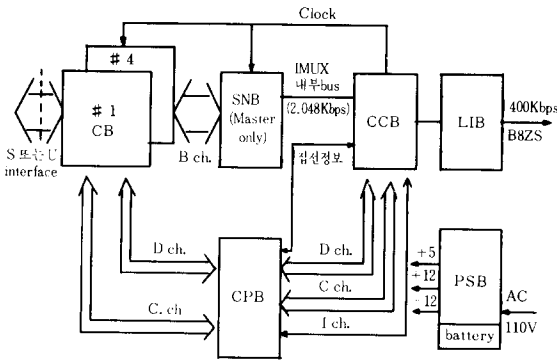 Clock
# 4
# 1
CB
S 또는 U
interface
B ch.
SNB
(Master
only)
IMUX
내부bus
(2,048Kbps)
집선정보
CCB
LIB
400Kbps
B8ZS
D ch.
C. ch
CPB
D ch.
C ch.
I ch.
+5
+12
-12
PSB
battery
AC
110V